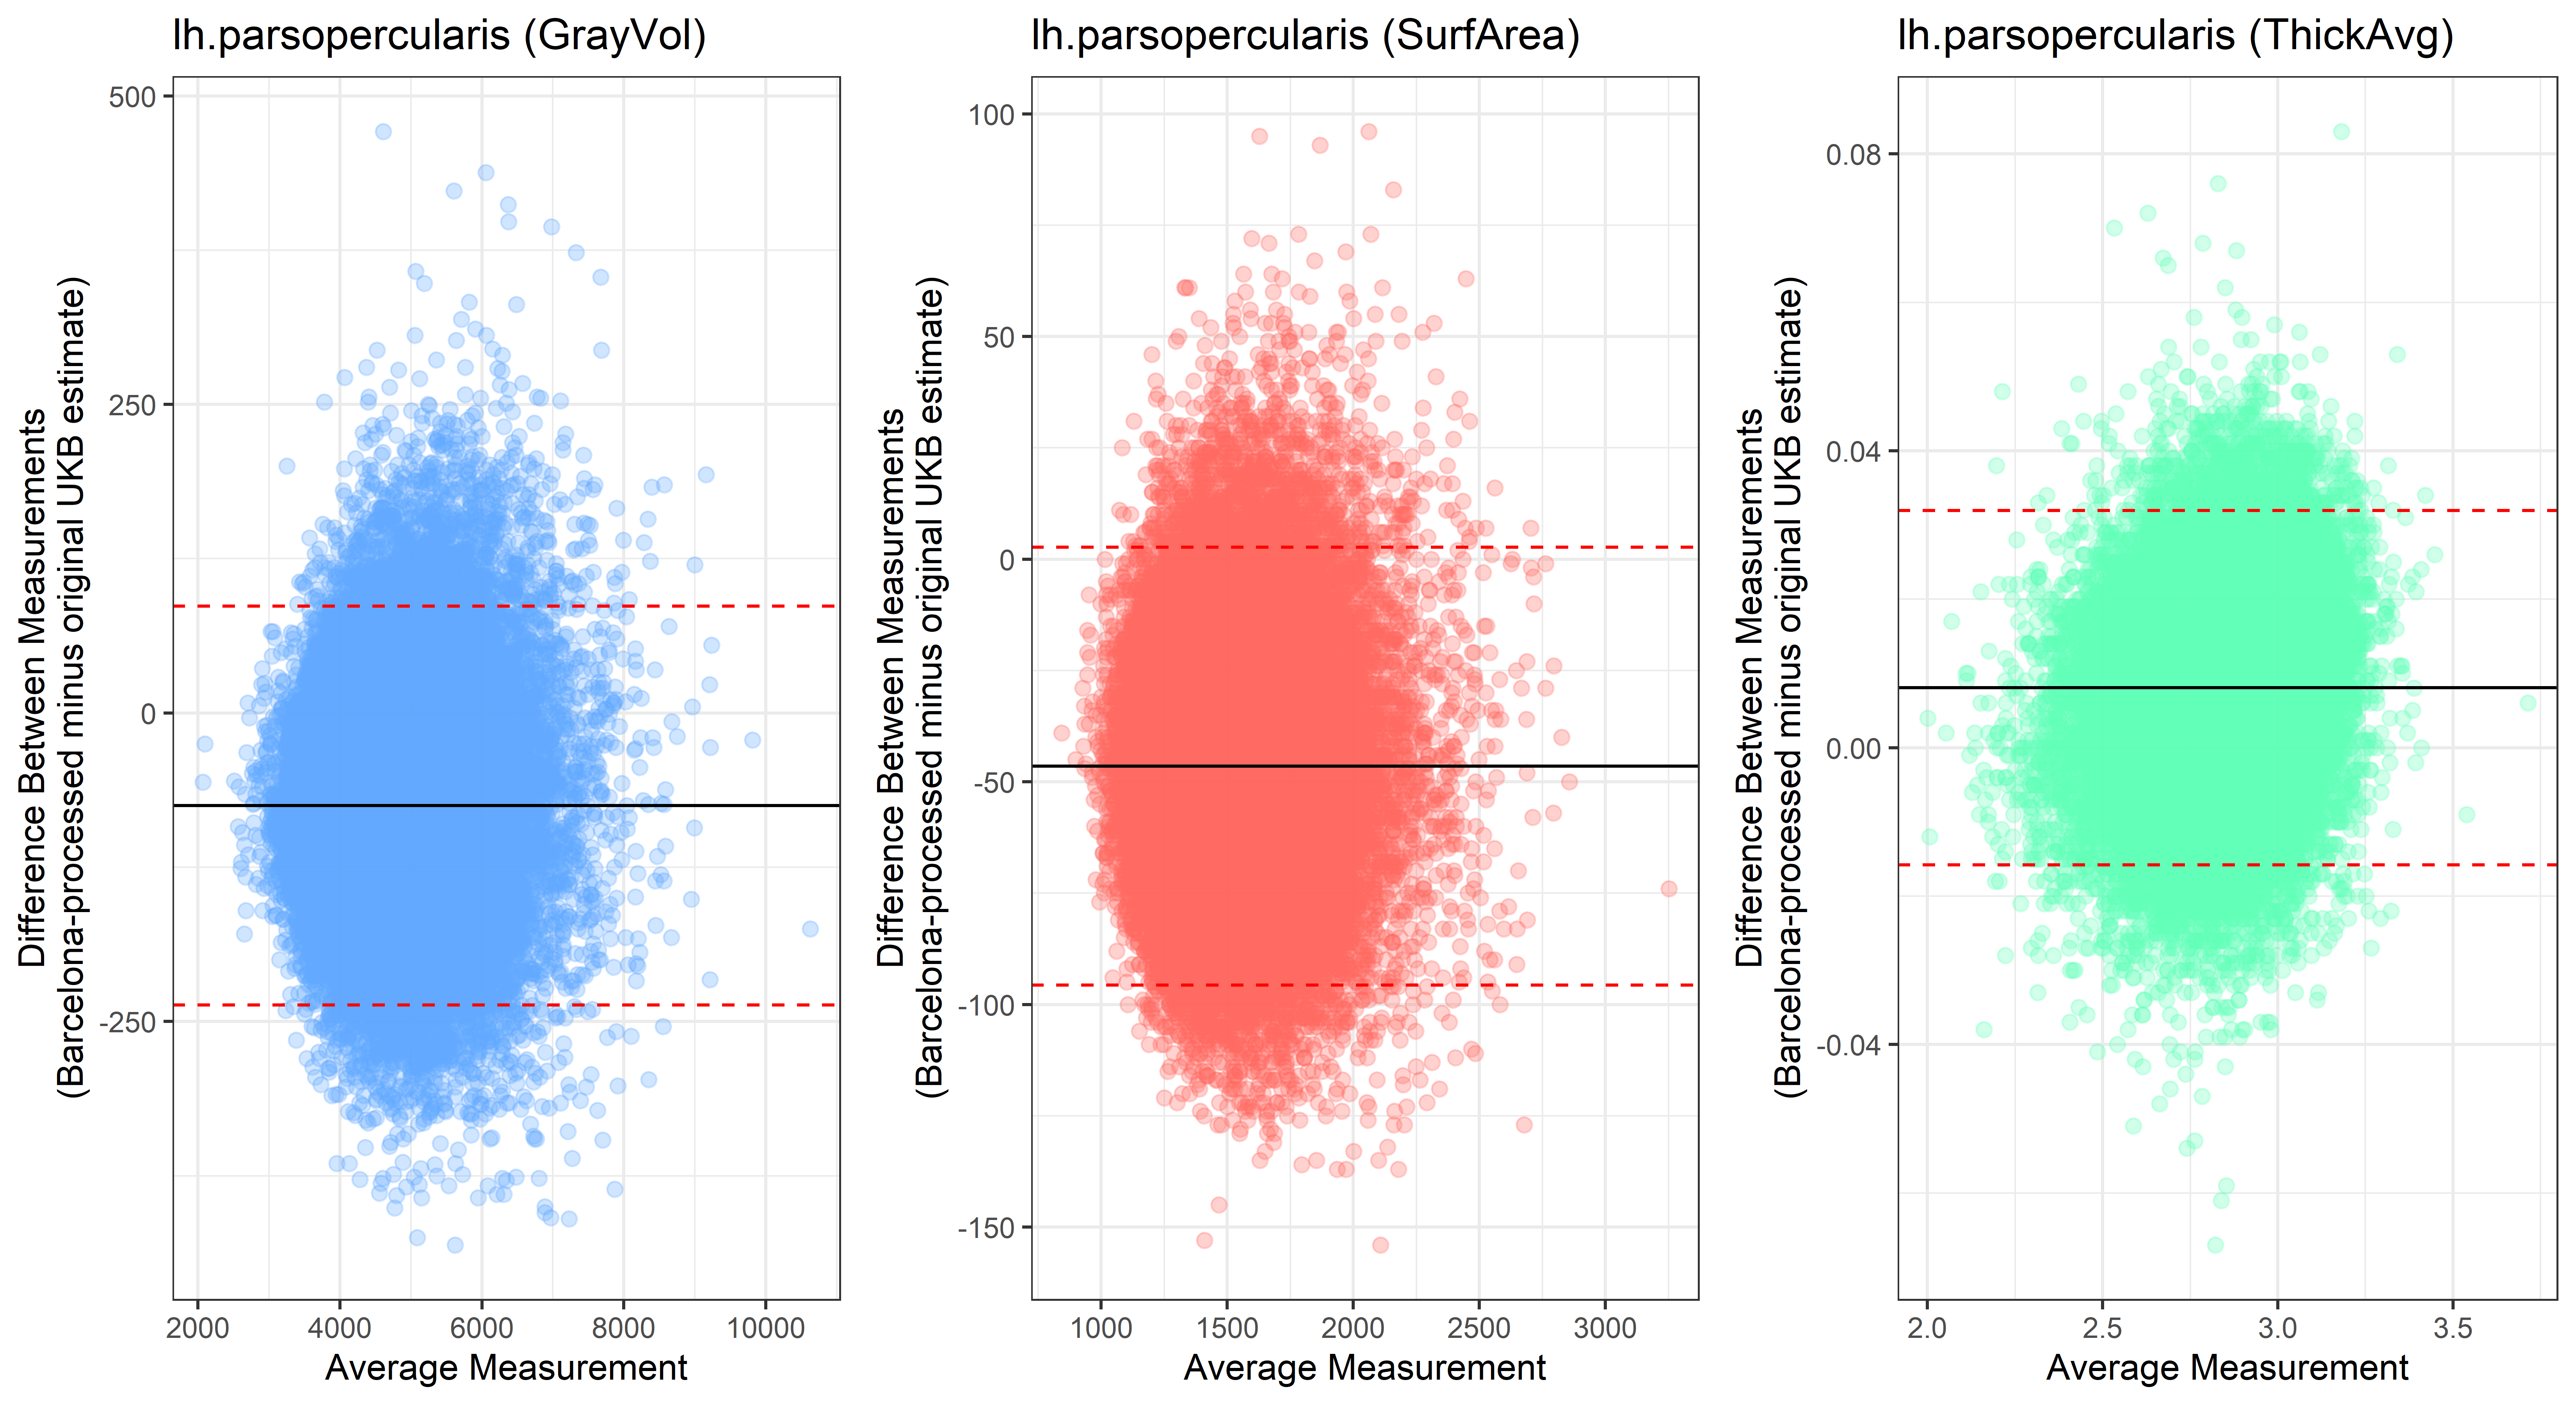 lh.parsopercularis (GrayVol)
Difference Between Measurements
(Barcelona-processed minus original UKB estimate)
500
250
0
-250
2000 4000 6000 8000 10000
Average Measurement
lh.parsopercularis (SurfArea)
Difference Between Measurements
(Barcelona-processed minus original UKB estimate)
100
50
0
-50
-100
-150
1000 1500 2000 2500 3000
Average Measurement
lh.parsopercularis (ThickAvg)
Difference Between Measurements
(Barcelona-processed minus original UKB estimate)
0.08
0.04
0.00
-0.04
2.0 2.5 3.0 3.5
Average Measurement